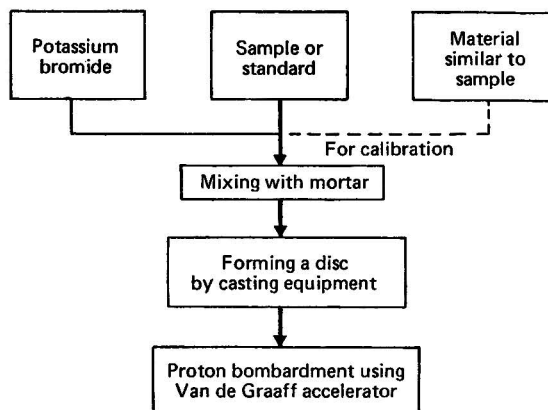 Potassium
bromide
Sample or
standard
Material
similar to
sample
For calibration
Mixing with mortar
Forming a disc
by casting equipment
Proton bombardment using
Van de Graaff accelerator